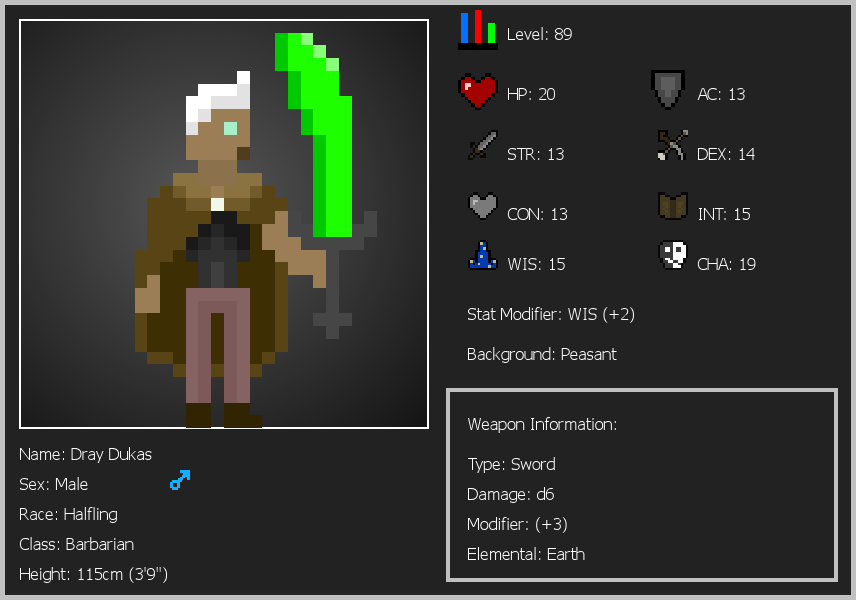 Level: 89
HP: 20
AC: 13
STR: 13
DEX: 14
CON: 13
INT: 15
WIS: 15
CHA: 19
Stat Modifier: WIS (+2)
Background: Peasant
Weapon Information:
Type: Sword
Damage: d6
Modifier: (+3)
Elemental: Earth
Name: Dray Dukas
Sex: Male
Race: Halfling
Class: Barbarian
Height: 115cm (3'9")